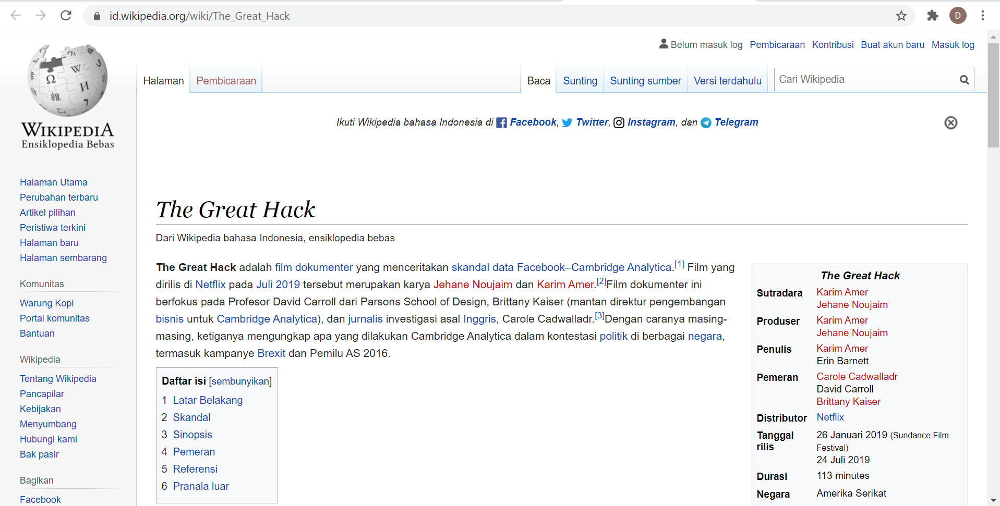 id.wikipedia.org/wiki/The_Great_Hack
D
Belum masuk log Pembicaraan Kontribusi Buat akun baru Masuk log
Halaman Pembicaraan Baca Sunting Sunting sumber Versi terdahulu Cari Wikipedia
WIKIPEDIA
Ensiklopedia Bebas
Halaman Utama
Perubahan terbaru
Artikel pilihan
Peristiwa terkini
Halaman baru
Halaman sembarang
Komunitas
Warung Kopi
Portal komunitas
Bantuan
Wikipedia
Tentang Wikipedia
Pancapilar
Kebijakan
Menyumbang
Hubungi kami
Bak pasir
Bagikan
Facebook
Ikuti Wikipedia bahasa Indonesia di Facebook, Twitter, Instagram, dan Telegram
The Great Hack
Dari Wikipedia bahasa Indonesia, ensiklopedia bebas
The Great Hack adalah film dokumenter yang menceritakan skandal data Facebook–Cambridge Analytica.[1] Film yang
dirilis di Netflix pada Juli 2019 tersebut merupakan karya Jehane Noujaim dan Karim Amer.[2]Film dokumenter ini
berfokus pada Profesor David Carroll dari Parsons School of Design, Brittany Kaiser (mantan direktur pengembangan
bisnis untuk Cambridge Analytica), dan jurnalis investigasi asal Inggris, Carole Cadwalladr.[3]Dengan caranya masing-
masing, ketiganya mengungkap apa yang dilakukan Cambridge Analytica dalam kontestasi politik di berbagai negara,
termasuk kampanye Brexit dan Pemilu AS 2016.
Daftar isi [sembunyikan]
1 Latar Belakang
2 Skandal
3 Sinopsis
4 Pemeran
5 Referensi
6 Pranala luar
The Great Hack
Sutradara Karim Amer
Jehane Noujaim
Produser Karim Amer
Jehane Noujaim
Penulis Karim Amer
Erin Barnett
Pemeran Carole Cadwalladr
David Carroll
Brittany Kaiser
Distributor Netflix
Tanggal rilis 26 Januari 2019 (Sundance Film
Festival)
24 Juli 2019
Durasi 113 minutes
Negara Amerika Serikat